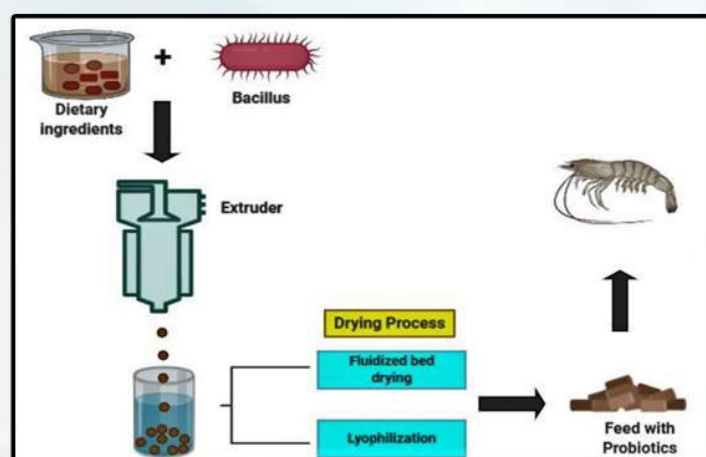 +
Dietary
ingredients
Bacillus
Extruder
Drying Process
Fluidized bed
drying
Lyophilization
Feed with
Probiotics